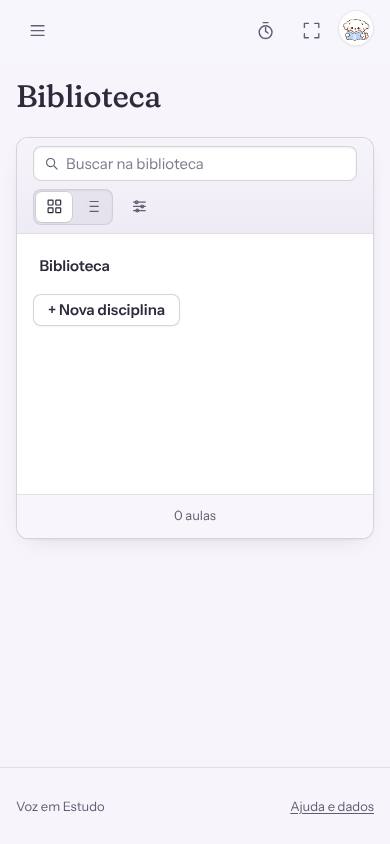 Biblioteca
Buscar na biblioteca
Biblioteca
+ Nova disciplina
0 aulas
Voz em Estudo
Ajuda e dados